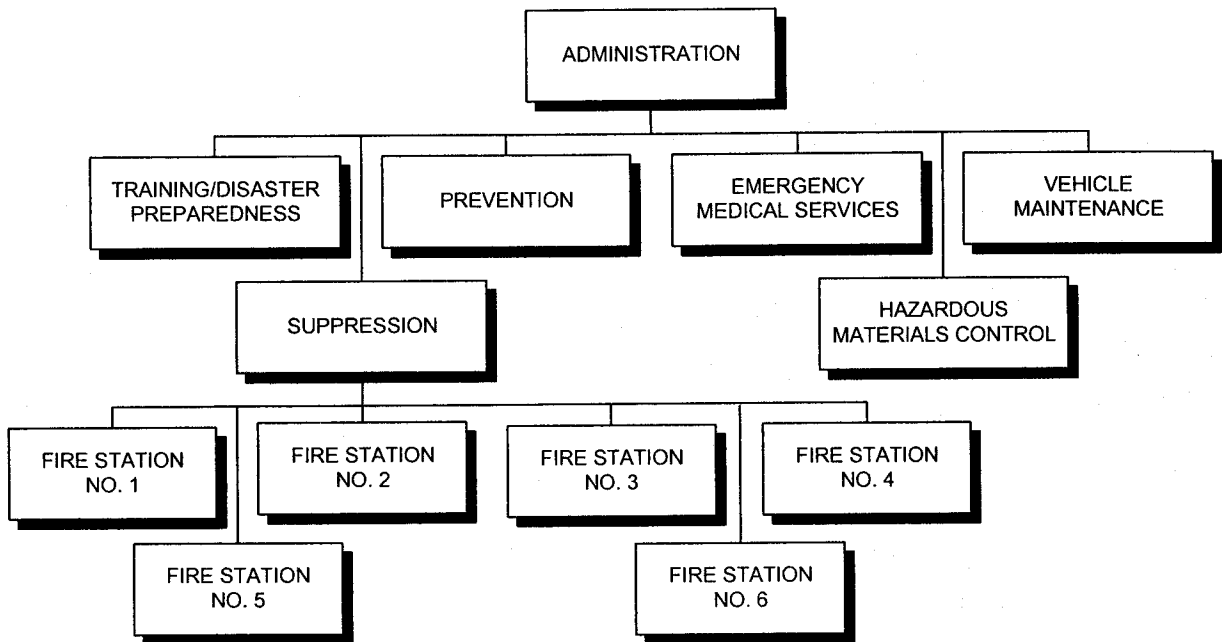 ADMINISTRATION
TRAINING/DISASTER
PREPAREDNESS
PREVENTION
EMERGENCY
MEDICAL SERVICES
VEHICLE
MAINTENANCE
SUPPRESSION
HAZARDOUS
MATERIALS CONTROL
FIRE STATION
NO. 1
FIRE STATION
NO. 2
FIRE STATION
NO. 3
FIRE STATION
NO. 4
FIRE STATION
NO. 5
FIRE STATION
NO. 6